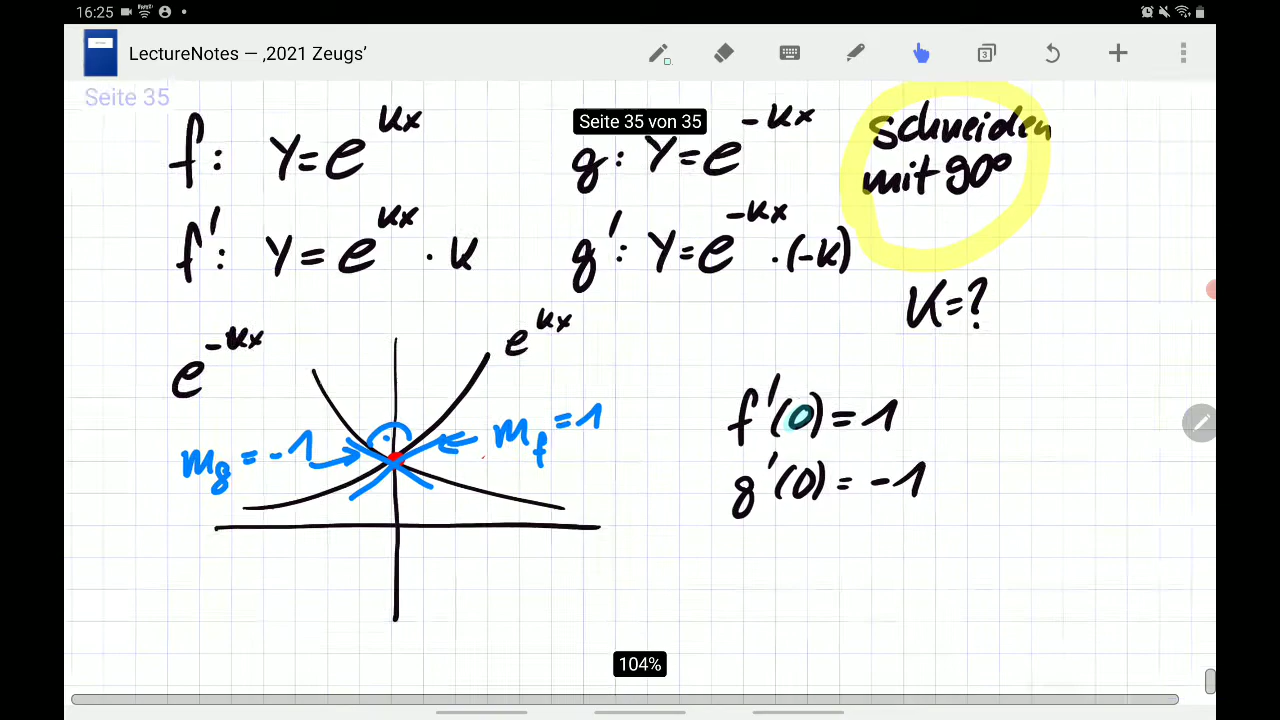 16:25
LectureNotes — ‚2021 Zeugs’
3
Seite 35
Seite 35 von 35
f: y=e^kx
g: y=e^-kx
schneiden
mit 90°
f': y=e^kx · k
g': y=e^-kx · (-k)
k=?
e^-kx
e^kx
f'(0)=1
m_g=-1
m_f=1
g'(0)=-1
104%